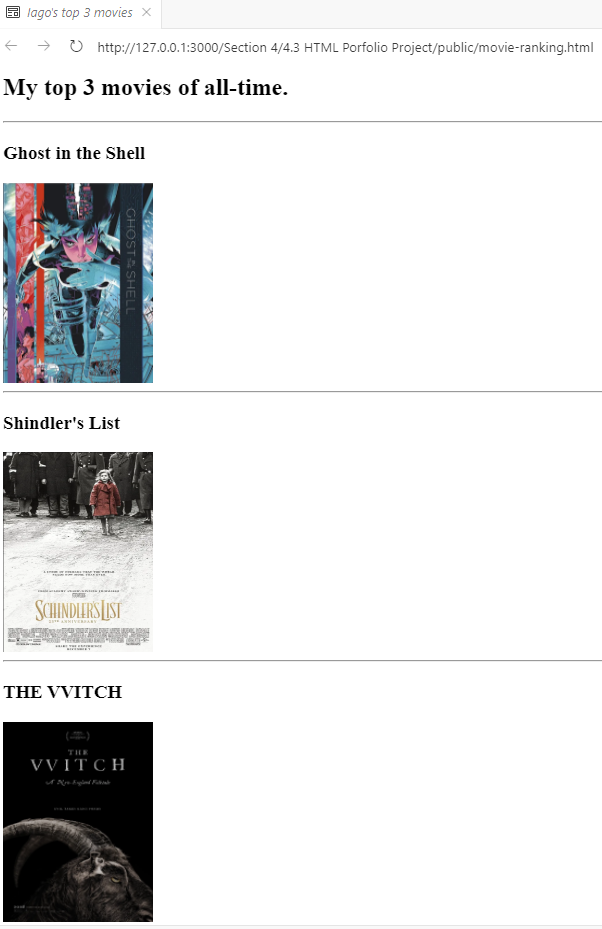 Iago's top 3 movies
http://127.0.0.1:3000/Section 4/4.3 HTML Porfolio Project/public/movie-ranking.html
My top 3 movies of all-time.
Ghost in the Shell
GHOST IN THE SHELL
Shindler's List
SCHINDLER'S LIST
25TH ANNIVERSARY
THE VVITCH
THE
VVITCH
A New-England Folktale